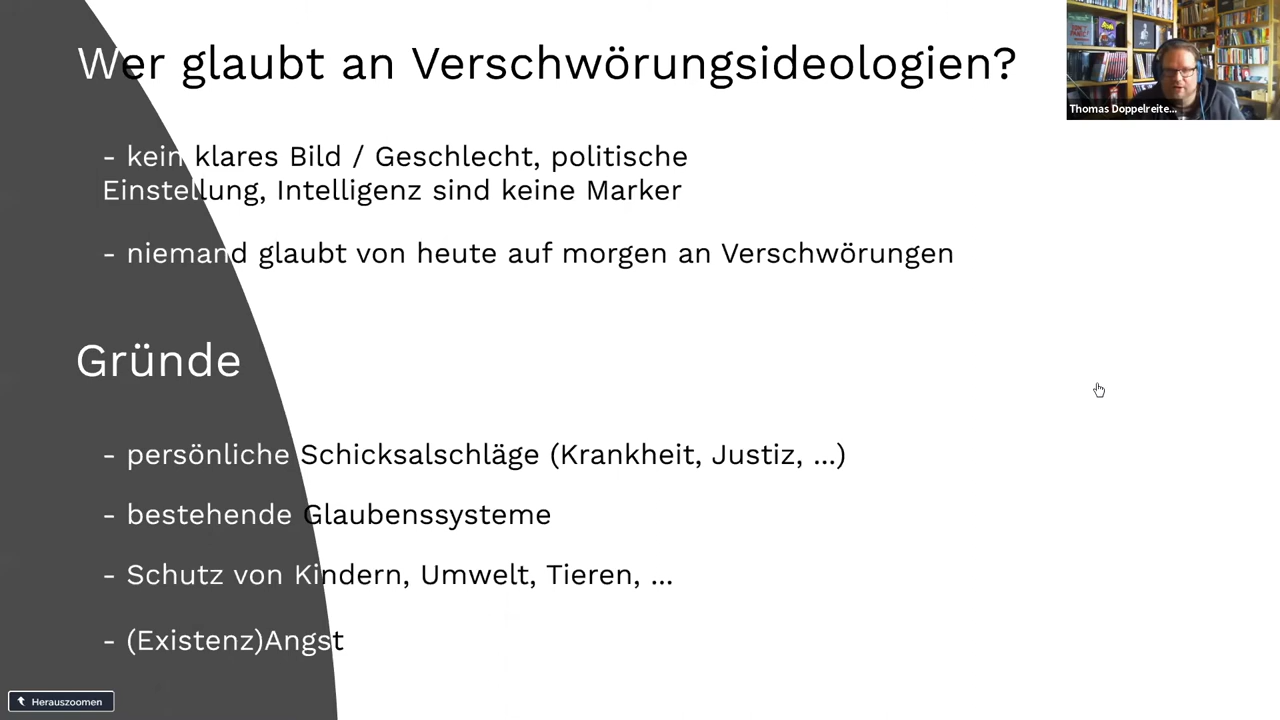 Wer glaubt an Verschwörungsideologien?
Thomas Doppelreite...
- kein klares Bild / Geschlecht, politische
Einstellung, Intelligenz sind keine Marker
- niemand glaubt von heute auf morgen an Verschwörungen
Gründe
- persönliche Schicksalschläge (Krankheit, Justiz, ...)
- bestehende Glaubenssysteme
- Schutz von Kindern, Umwelt, Tieren, ...
- (Existenz)Angst
Herauszoomen